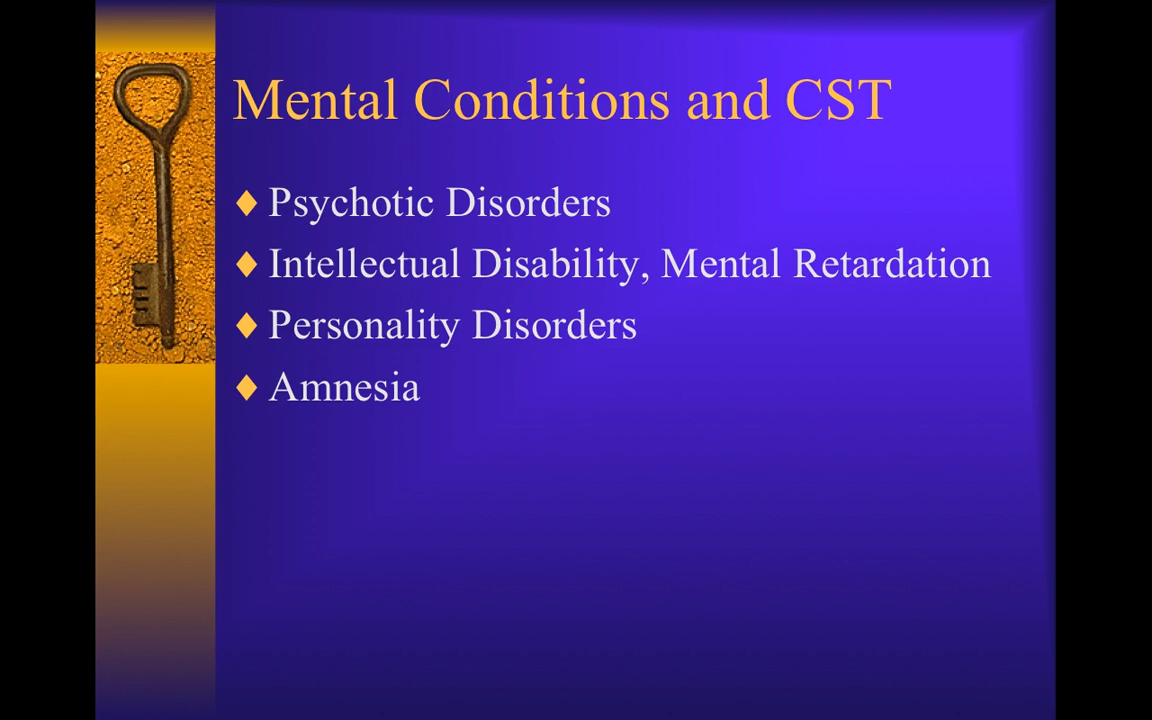 Mental Conditions and CST
Psychotic Disorders
Intellectual Disability, Mental Retardation
Personality Disorders
Amnesia